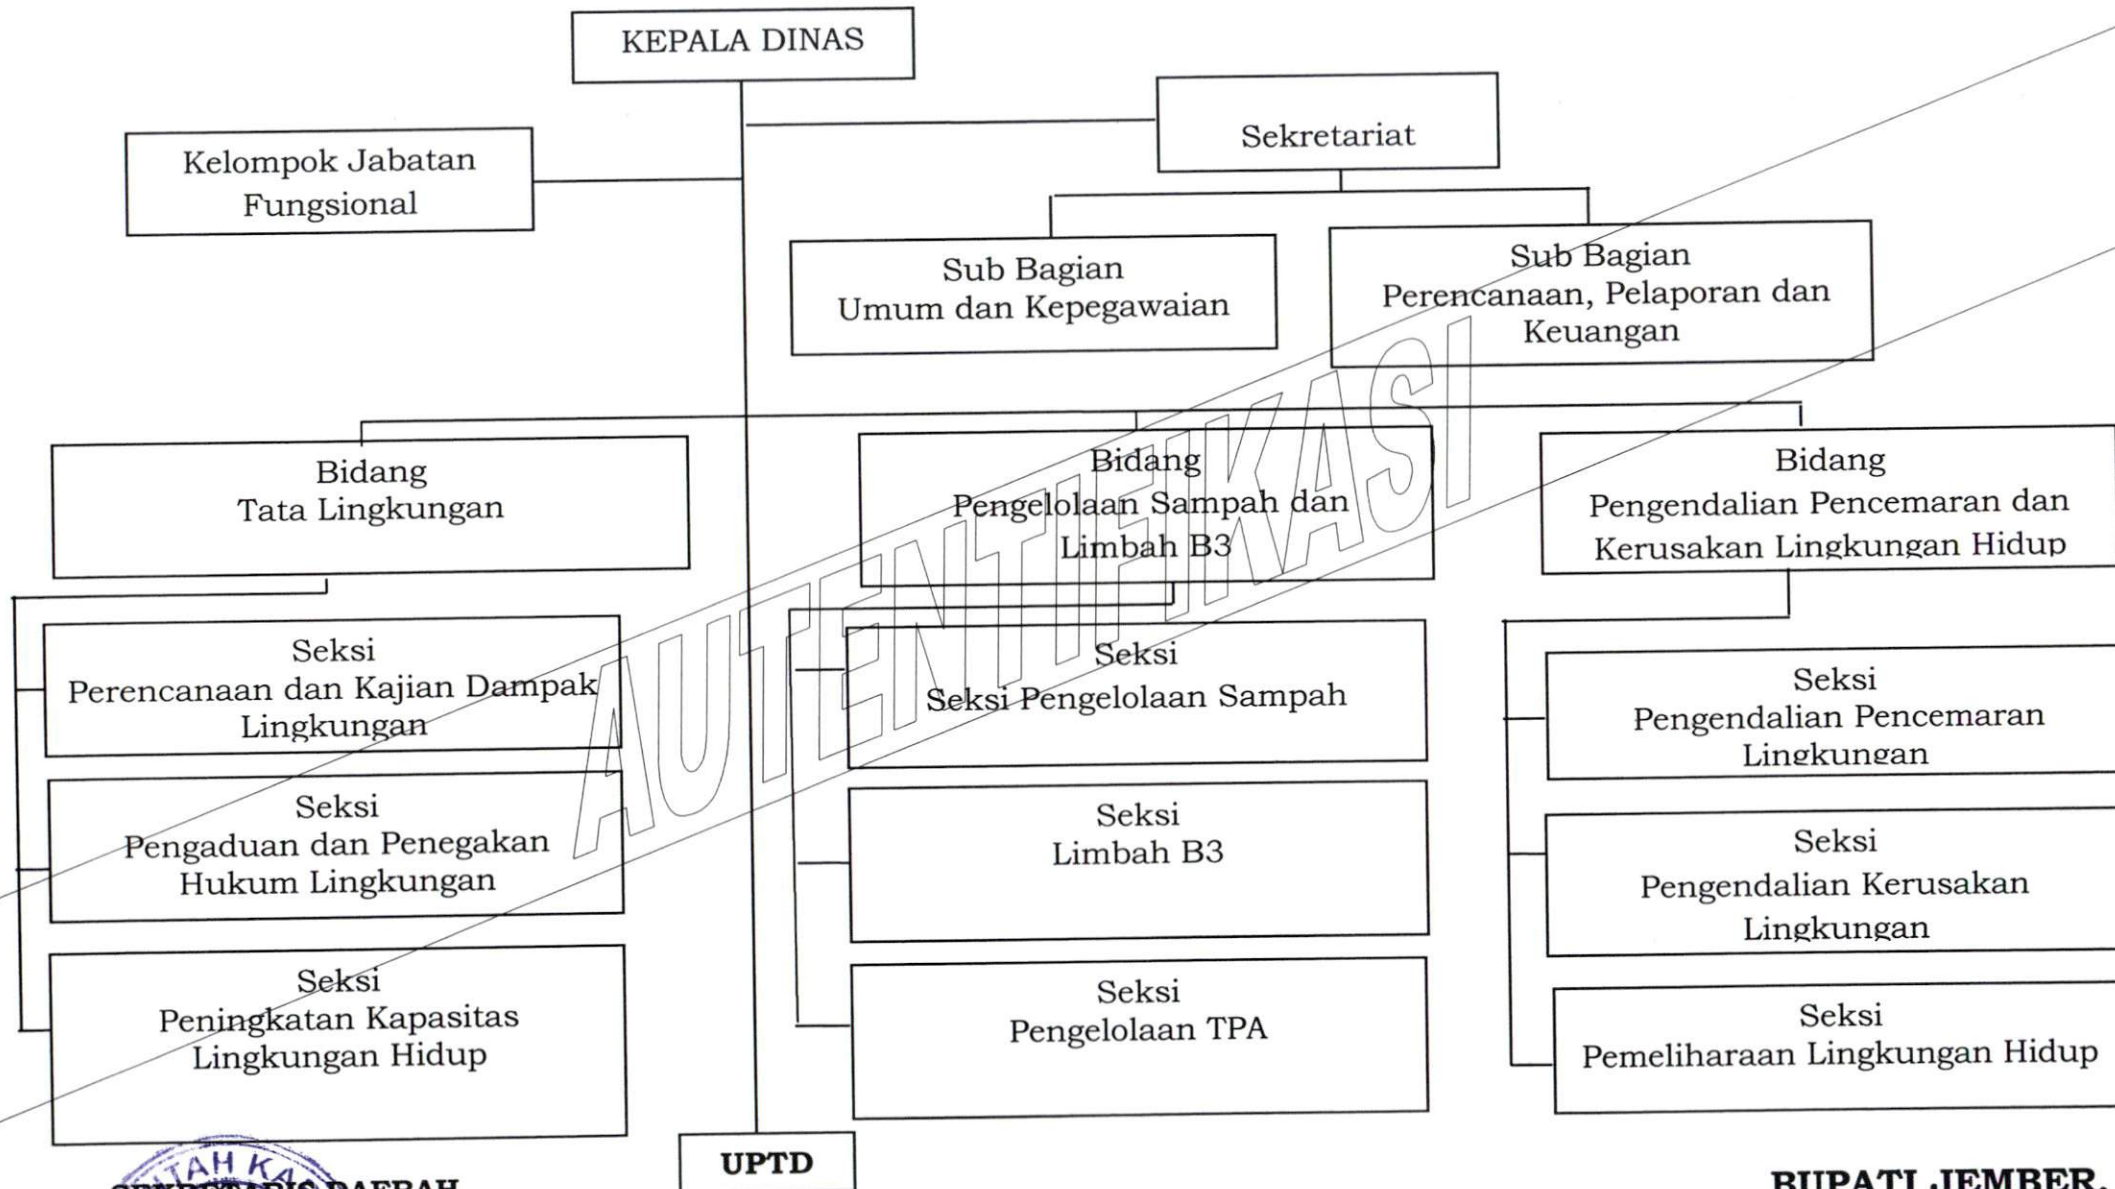 KEPALA DINAS
Sekretariat
Kelompok Jabatan
Fungsional
Sub Bagian
Umum dan Kepegawaian
Sub Bagian
Perencanaan, Pelaporan dan
Keuangan
Bidang
Tata Lingkungan
Bidang
Pengelolaan Sampah dan
Limbah B3
Bidang
Pengendalian Pencemaran dan
Kerusakan Lingkungan Hidup
Seksi
Perencanaan dan Kajian Dampak
Lingkungan
Seksi
Pengaduan dan Penegakan
Hukum Lingkungan
Seksi
Peningkatan Kapasitas
Lingkungan Hidup
Seksi
Seksi Pengelolaan Sampah
Seksi
Limbah B3
Seksi
Pengelolaan TPA
Seksi
Pengendalian Pencemaran
Lingkungan
Seksi
Pengendalian Kerusakan
Lingkungan
Seksi
Pemeliharaan Lingkungan Hidup
AUTENTIFIKASI
UPTD
SEKRETARIS DAERAH
BUPATI JEMBER,